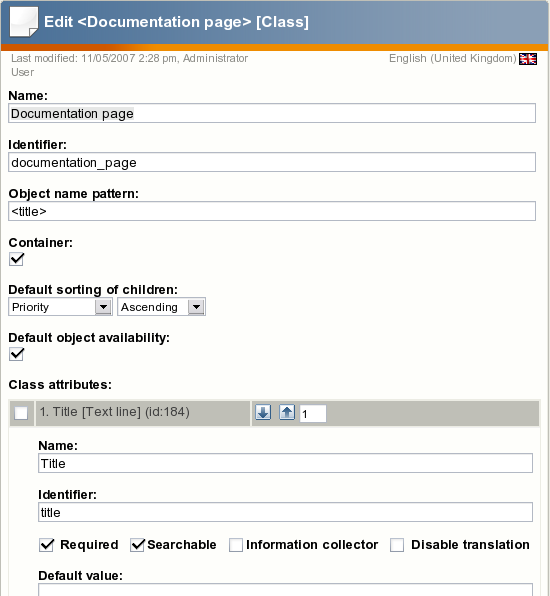 Edit <Documentation page> [Class]
Last modified: 11/05/2007 2:28 pm, Administrator User
English (United Kingdom)
Name:
Documentation page
Identifier:
documentation_page
Object name pattern:
<title>
Container:
Default sorting of children:
Priority Ascending
Default object availability:
Class attributes:
1. Title [Text line] (id:184) 1
Name:
Title
Identifier:
title
Required Searchable Information collector Disable translation
Default value: